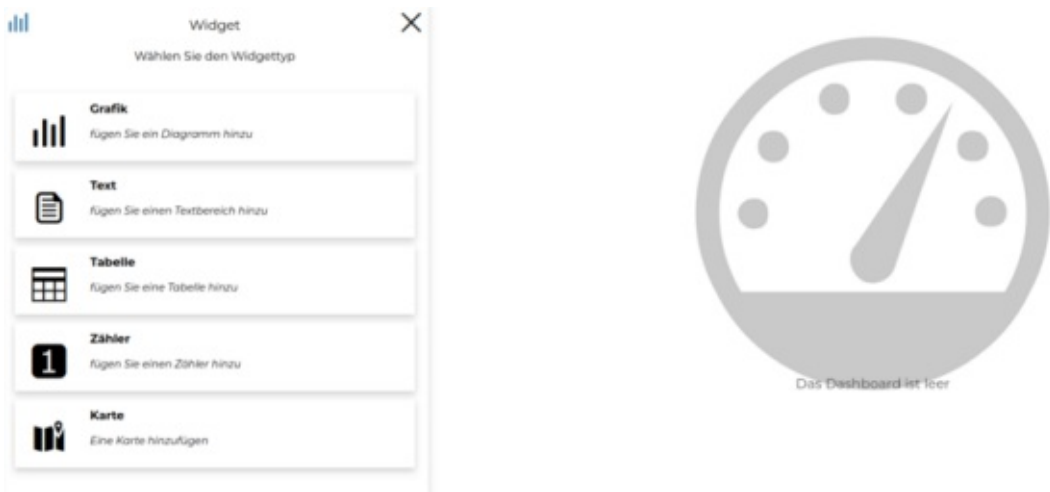 Widget
Wählen Sie den Widgettyp
Grafik
fügen Sie ein Diagramm hinzu
Text
fügen Sie einen Textbereich hinzu
Tabelle
fügen Sie eine Tabelle hinzu
Zähler
1
fügen Sie einen Zähler hinzu
Karte
Eine Karte hinzufügen
Das Dashboard ist leer